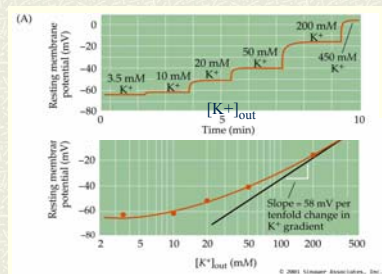 (A)
Resting membrane
potential (mV)
0
−20
−40
−60
−80
3.5 mM
K+
10 mM
K+
20 mM
K+
50 mM
K+
200 mM
K+
450 mM
K+
[K+]out
0
5
10
Time (min)
Resting membrar
potential (mV)
−20
−40
−60
−80
Slope = 58 mV per
tenfold change in
K+ gradient
2
5
10
20
50
100
200
500
[K+]out (mM)
© 2001 Sinauer Associates, Inc.